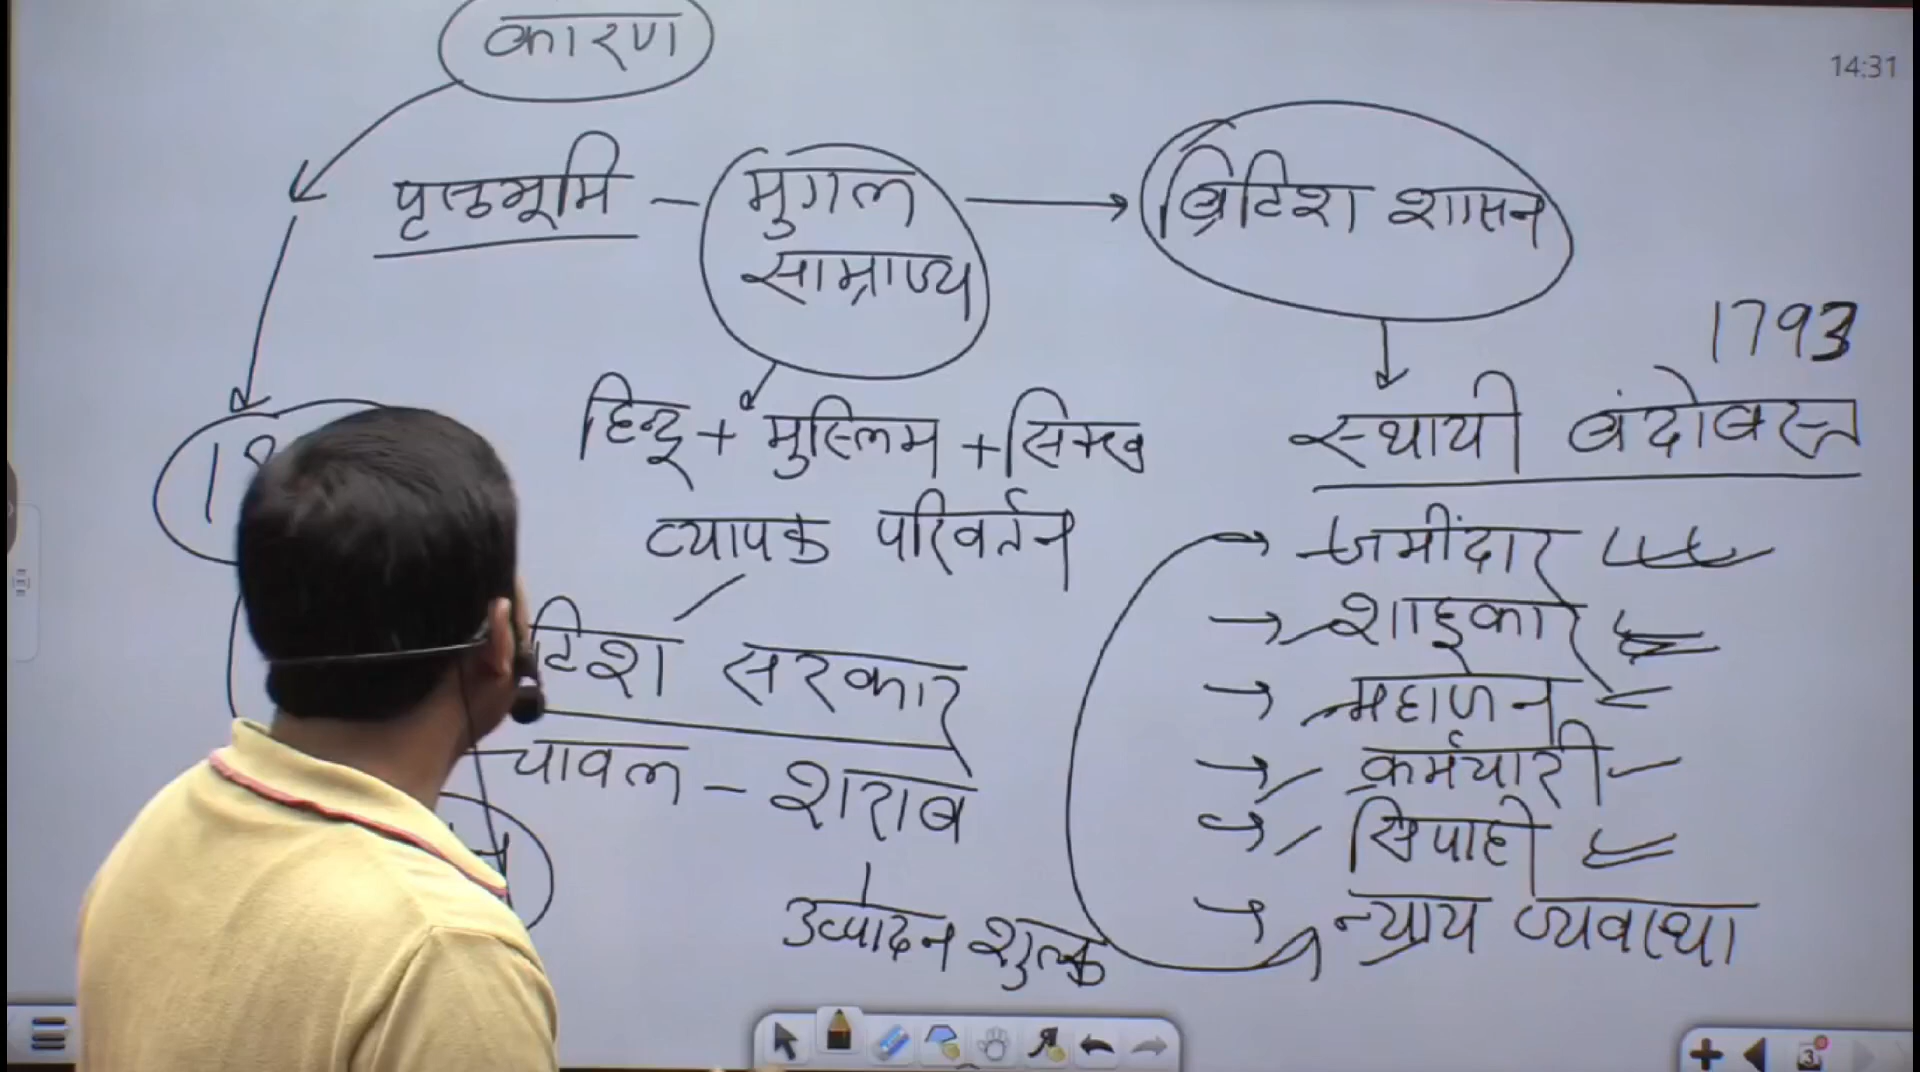 कारण
14:31
पृष्ठभूमि – मुगल साम्राज्य → ब्रिटिश शासन
1793
स्थायी बंदोबस्त
हिन्दू + मुस्लिम + सिक्ख
व्यापक परिवर्तन
→ जमींदार
टिश सरकार
→ शाहुकार
→ महाजन
चावल – शराब
→ कर्मचारी
→ सिपाही
उत्पादन शुल्क
→ न्याय व्यवस्था
3